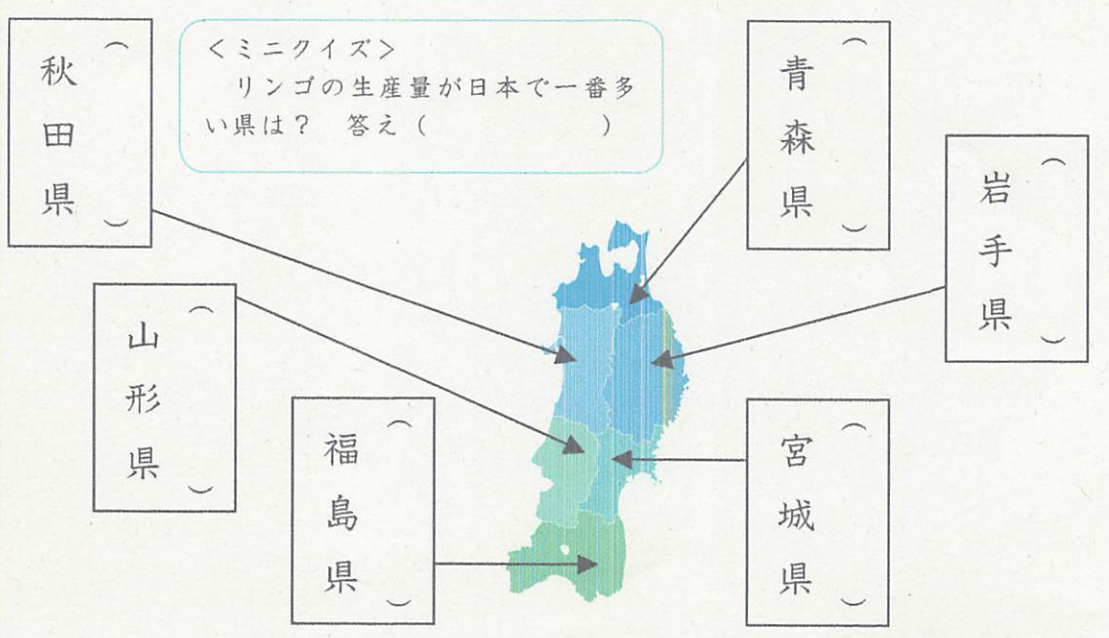 <ミニクイズ>
リンゴの生産量が日本で一番多
い県は? 答え( )
秋田県( )
青森県( )
岩手県( )
山形県( )
福島県( )
宮城県( )